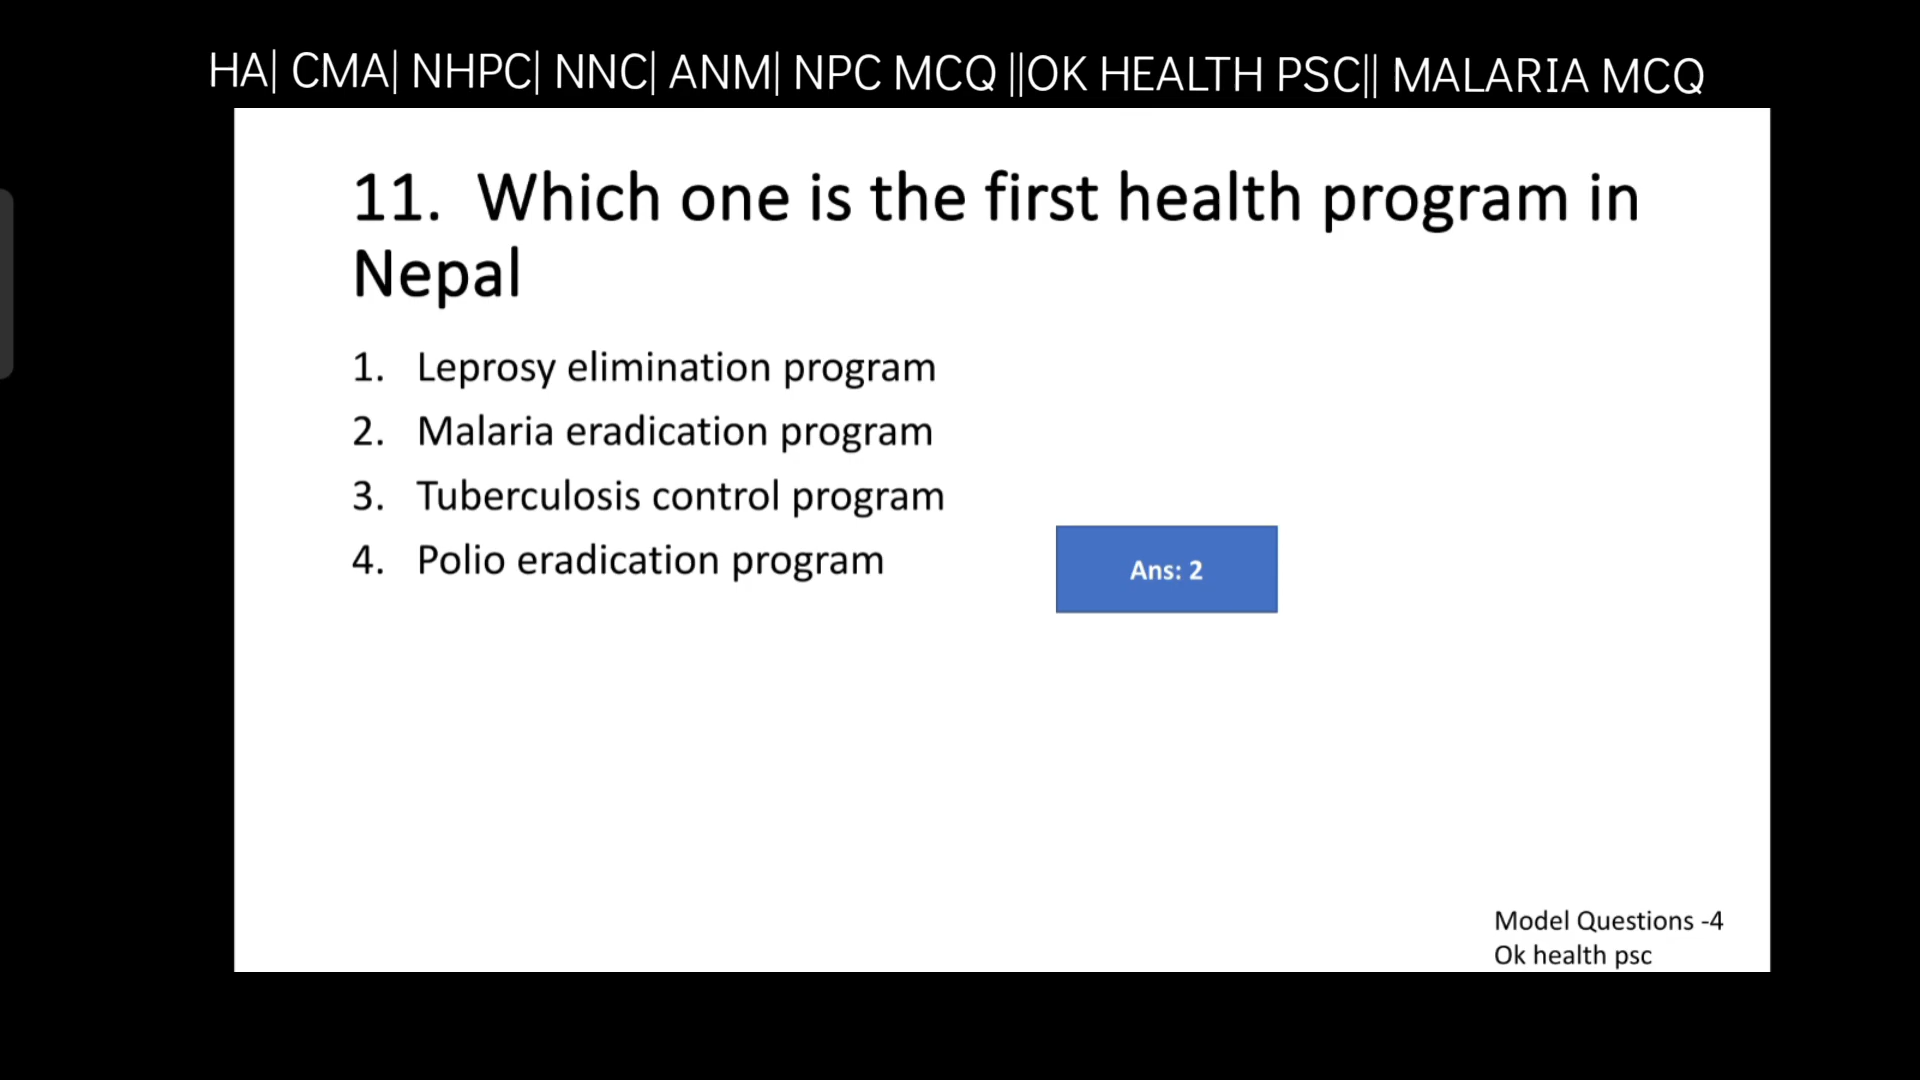 HA| CMA| NHPC| NNC| ANM| NPC MCQ ||OK HEALTH PSC|| MALARIA MCQ
11. Which one is the first health program in
Nepal
1. Leprosy elimination program
2. Malaria eradication program
3. Tuberculosis control program
4. Polio eradication program
Ans: 2
Model Questions -4
Ok health psc